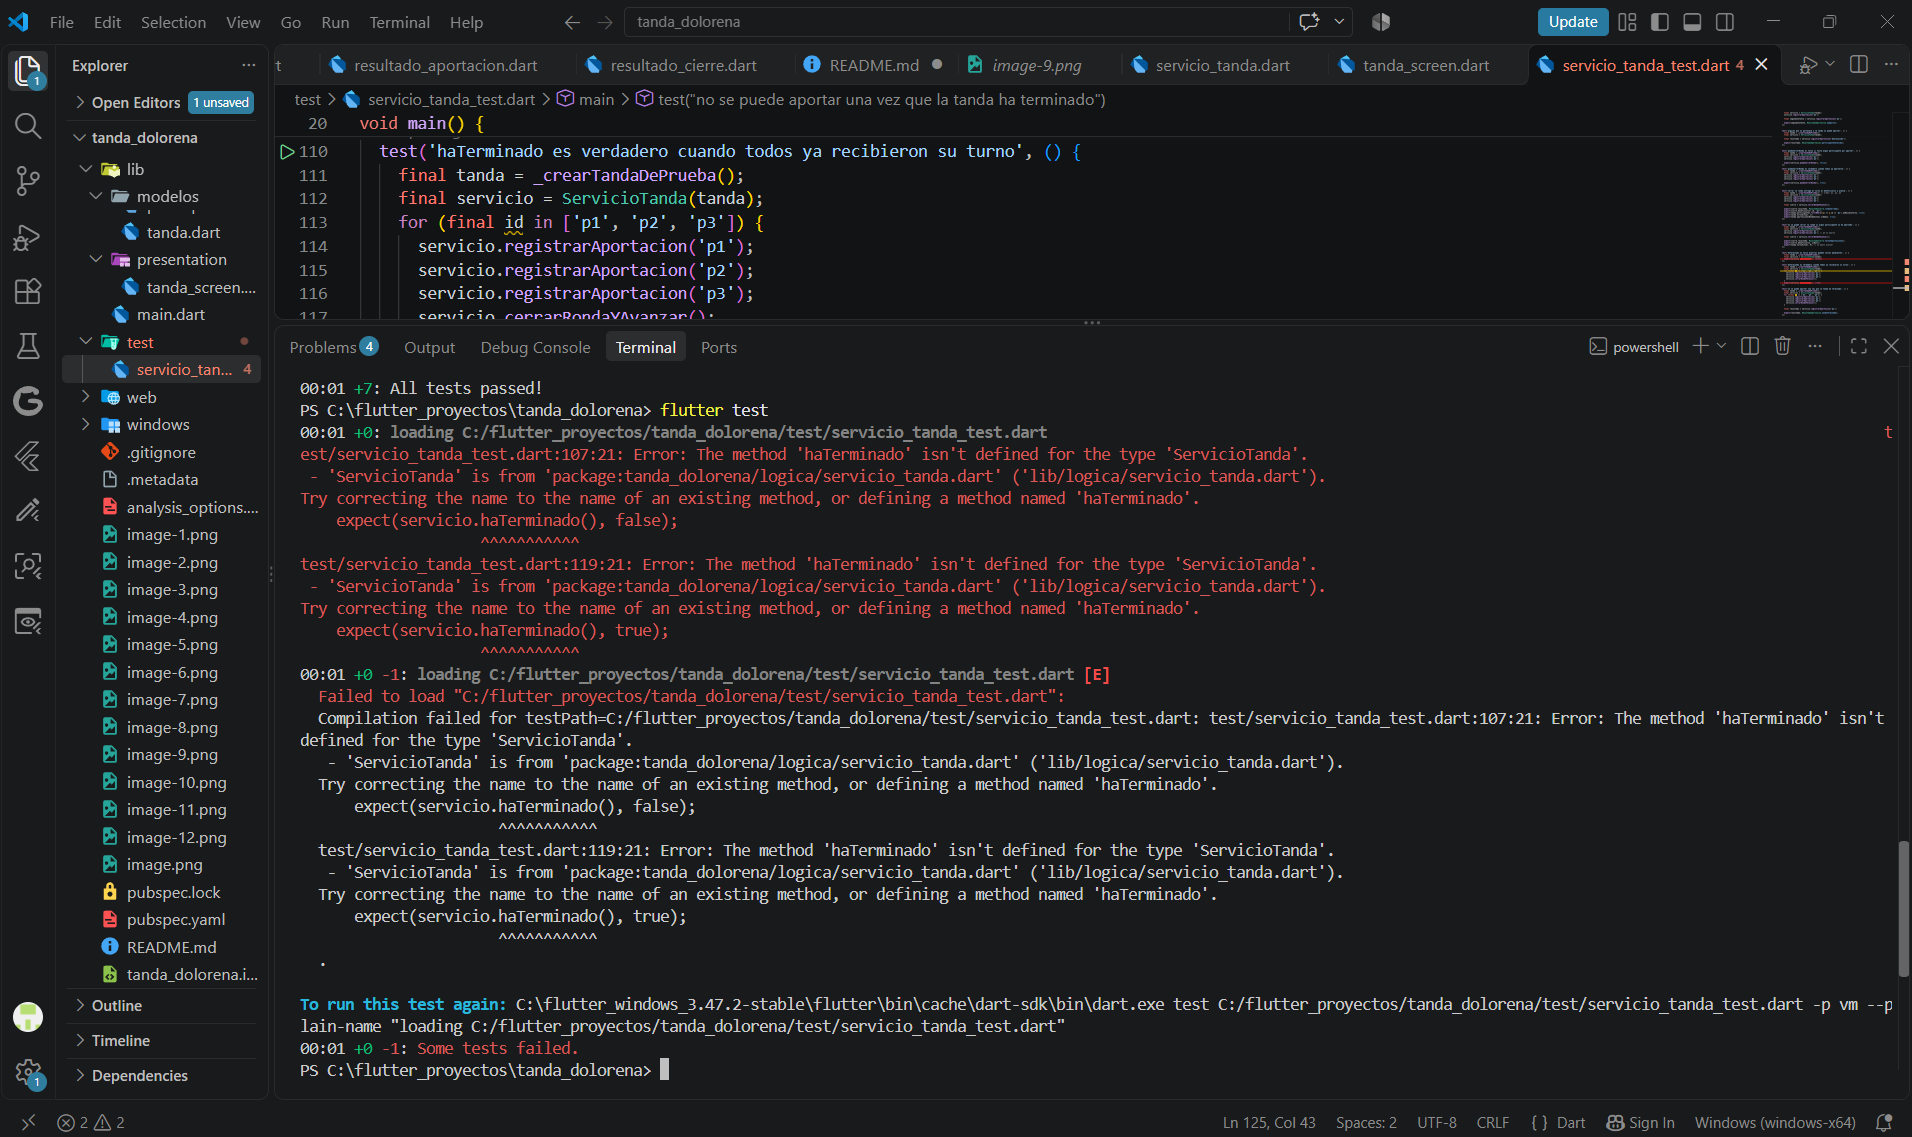 File Edit Selection View Go Run Terminal Help
tanda_dolorena
Update
Explorer
Open Editors 1 unsaved
tanda_dolorena
lib
modelos
tanda.dart
presentation
tanda_screen....
main.dart
test
servicio_tan... 4
web
windows
.gitignore
.metadata
analysis_options....
image-1.png
image-2.png
image-3.png
image-4.png
image-5.png
image-6.png
image-7.png
image-8.png
image-9.png
image-10.png
image-11.png
image-12.png
image.png
pubspec.lock
pubspec.yaml
README.md
tanda_dolorena.i...
Outline
Timeline
Dependencies
1
1
t resultado_aportacion.dart resultado_cierre.dart README.md image-9.png servicio_tanda.dart tanda_screen.dart servicio_tanda_test.dart 4
test > servicio_tanda_test.dart > main > test("no se puede aportar una vez que la tanda ha terminado")
20 void main() {
110 test('haTerminado es verdadero cuando todos ya recibieron su turno', () {
111 final tanda = _crearTandaDePrueba();
112 final servicio = ServicioTanda(tanda);
113 for (final id in ['p1', 'p2', 'p3']) {
114 servicio.registrarAportacion('p1');
115 servicio.registrarAportacion('p2');
116 servicio.registrarAportacion('p3');
117 servicio.cerrarRondaYAvanzar();
Problems 4 Output Debug Console Terminal Ports
powershell
00:01 +7: All tests passed!
PS C:\flutter_proyectos\tanda_dolorena> flutter test
00:01 +0: loading C:/flutter_proyectos/tanda_dolorena/test/servicio_tanda_test.dart t
est/servicio_tanda_test.dart:107:21: Error: The method 'haTerminado' isn't defined for the type 'ServicioTanda'.
- 'ServicioTanda' is from 'package:tanda_dolorena/logica/servicio_tanda.dart' ('lib/logica/servicio_tanda.dart').
Try correcting the name to the name of an existing method, or defining a method named 'haTerminado'.
expect(servicio.haTerminado(), false);
^^^^^^^^^^^
test/servicio_tanda_test.dart:119:21: Error: The method 'haTerminado' isn't defined for the type 'ServicioTanda'.
- 'ServicioTanda' is from 'package:tanda_dolorena/logica/servicio_tanda.dart' ('lib/logica/servicio_tanda.dart').
Try correcting the name to the name of an existing method, or defining a method named 'haTerminado'.
expect(servicio.haTerminado(), true);
^^^^^^^^^^^
00:01 +0 -1: loading C:/flutter_proyectos/tanda_dolorena/test/servicio_tanda_test.dart [E]
Failed to load "C:/flutter_proyectos/tanda_dolorena/test/servicio_tanda_test.dart":
Compilation failed for testPath=C:/flutter_proyectos/tanda_dolorena/test/servicio_tanda_test.dart: test/servicio_tanda_test.dart:107:21: Error: The method 'haTerminado' isn't
defined for the type 'ServicioTanda'.
- 'ServicioTanda' is from 'package:tanda_dolorena/logica/servicio_tanda.dart' ('lib/logica/servicio_tanda.dart').
Try correcting the name to the name of an existing method, or defining a method named 'haTerminado'.
expect(servicio.haTerminado(), false);
^^^^^^^^^^^
test/servicio_tanda_test.dart:119:21: Error: The method 'haTerminado' isn't defined for the type 'ServicioTanda'.
- 'ServicioTanda' is from 'package:tanda_dolorena/logica/servicio_tanda.dart' ('lib/logica/servicio_tanda.dart').
Try correcting the name to the name of an existing method, or defining a method named 'haTerminado'.
expect(servicio.haTerminado(), true);
^^^^^^^^^^^
.
To run this test again: C:\flutter_windows_3.47.2-stable\flutter\bin\cache\dart-sdk\bin\dart.exe test C:/flutter_proyectos/tanda_dolorena/test/servicio_tanda_test.dart -p vm --p
lain-name "loading C:/flutter_proyectos/tanda_dolorena/test/servicio_tanda_test.dart"
00:01 +0 -1: Some tests failed.
PS C:\flutter_proyectos\tanda_dolorena>
2 2 Ln 125, Col 43 Spaces: 2 UTF-8 CRLF { } Dart Sign In Windows (windows-x64)